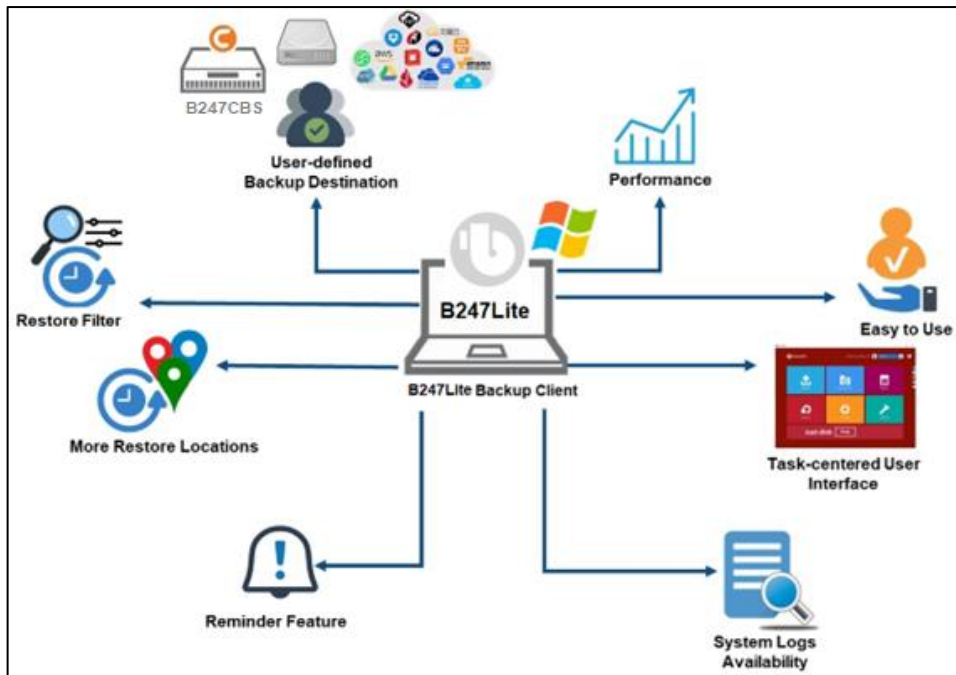 B247CBS
aws
User-defined
Backup Destination
Performance
Restore Filter
B247Lite
Easy to Use
B247Lite Backup Client
More Restore Locations
Task-centered User
Interface
Reminder Feature
System Logs
Availability